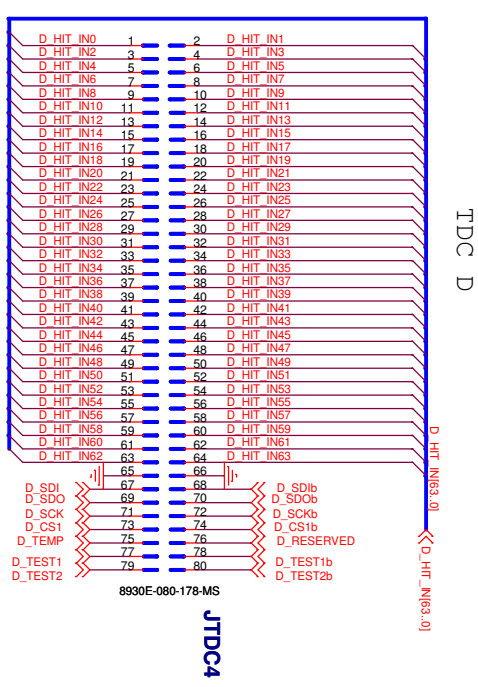 D_HIT_IN0 1 2 D_HIT_IN1
D_HIT_IN2 3 4 D_HIT_IN3
D_HIT_IN4 5 6 D_HIT_IN5
D_HIT_IN6 7 8 D_HIT_IN7
D_HIT_IN8 9 10 D_HIT_IN9
D_HIT_IN10 11 12 D_HIT_IN11
D_HIT_IN12 13 14 D_HIT_IN13
D_HIT_IN14 15 16 D_HIT_IN15
D_HIT_IN16 17 18 D_HIT_IN17
D_HIT_IN18 19 20 D_HIT_IN19
D_HIT_IN20 21 22 D_HIT_IN21
D_HIT_IN22 23 24 D_HIT_IN23
D_HIT_IN24 25 26 D_HIT_IN25
D_HIT_IN26 27 28 D_HIT_IN27
D_HIT_IN28 29 30 D_HIT_IN29
D_HIT_IN30 31 32 D_HIT_IN31
D_HIT_IN32 33 34 D_HIT_IN33
D_HIT_IN34 35 36 D_HIT_IN35
D_HIT_IN36 37 38 D_HIT_IN37
D_HIT_IN38 39 40 D_HIT_IN39
D_HIT_IN40 41 42 D_HIT_IN41
D_HIT_IN42 43 44 D_HIT_IN43
D_HIT_IN44 45 46 D_HIT_IN45
D_HIT_IN46 47 48 D_HIT_IN47
D_HIT_IN48 49 50 D_HIT_IN49
D_HIT_IN50 51 52 D_HIT_IN51
D_HIT_IN52 53 54 D_HIT_IN53
D_HIT_IN54 55 56 D_HIT_IN55
D_HIT_IN56 57 58 D_HIT_IN57
D_HIT_IN58 59 60 D_HIT_IN59
D_HIT_IN60 61 62 D_HIT_IN61
D_HIT_IN62 63 64 D_HIT_IN63
65 66
D_SDI 67 68 D_SDIb
D_SDO 69 70 D_SDOb
D_SCK 71 72 D_SCKb
D_CS1 73 74 D_CS1b
D_TEMP 75 76 D_RESERVED
77 78
D_TEST1 79 80 D_TEST1b
D_TEST2 D_TEST2b
8930E-080-178-MS
JTDC4
D_HIT_IN[63..0]
D_HIT_IN[63..0]
TDC D